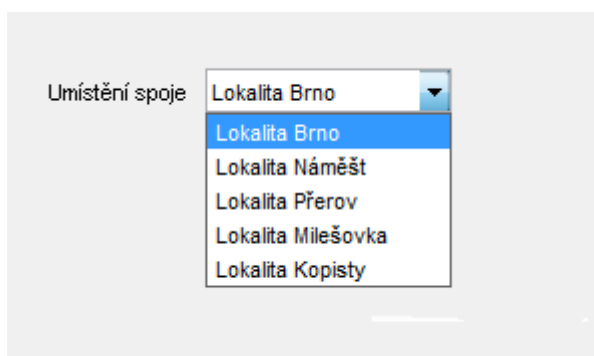 Umístění spoje Lokalita Brno
Lokalita Brno
Lokalita Náměšt
Lokalita Přerov
Lokalita Milešovka
Lokalita Kopisty